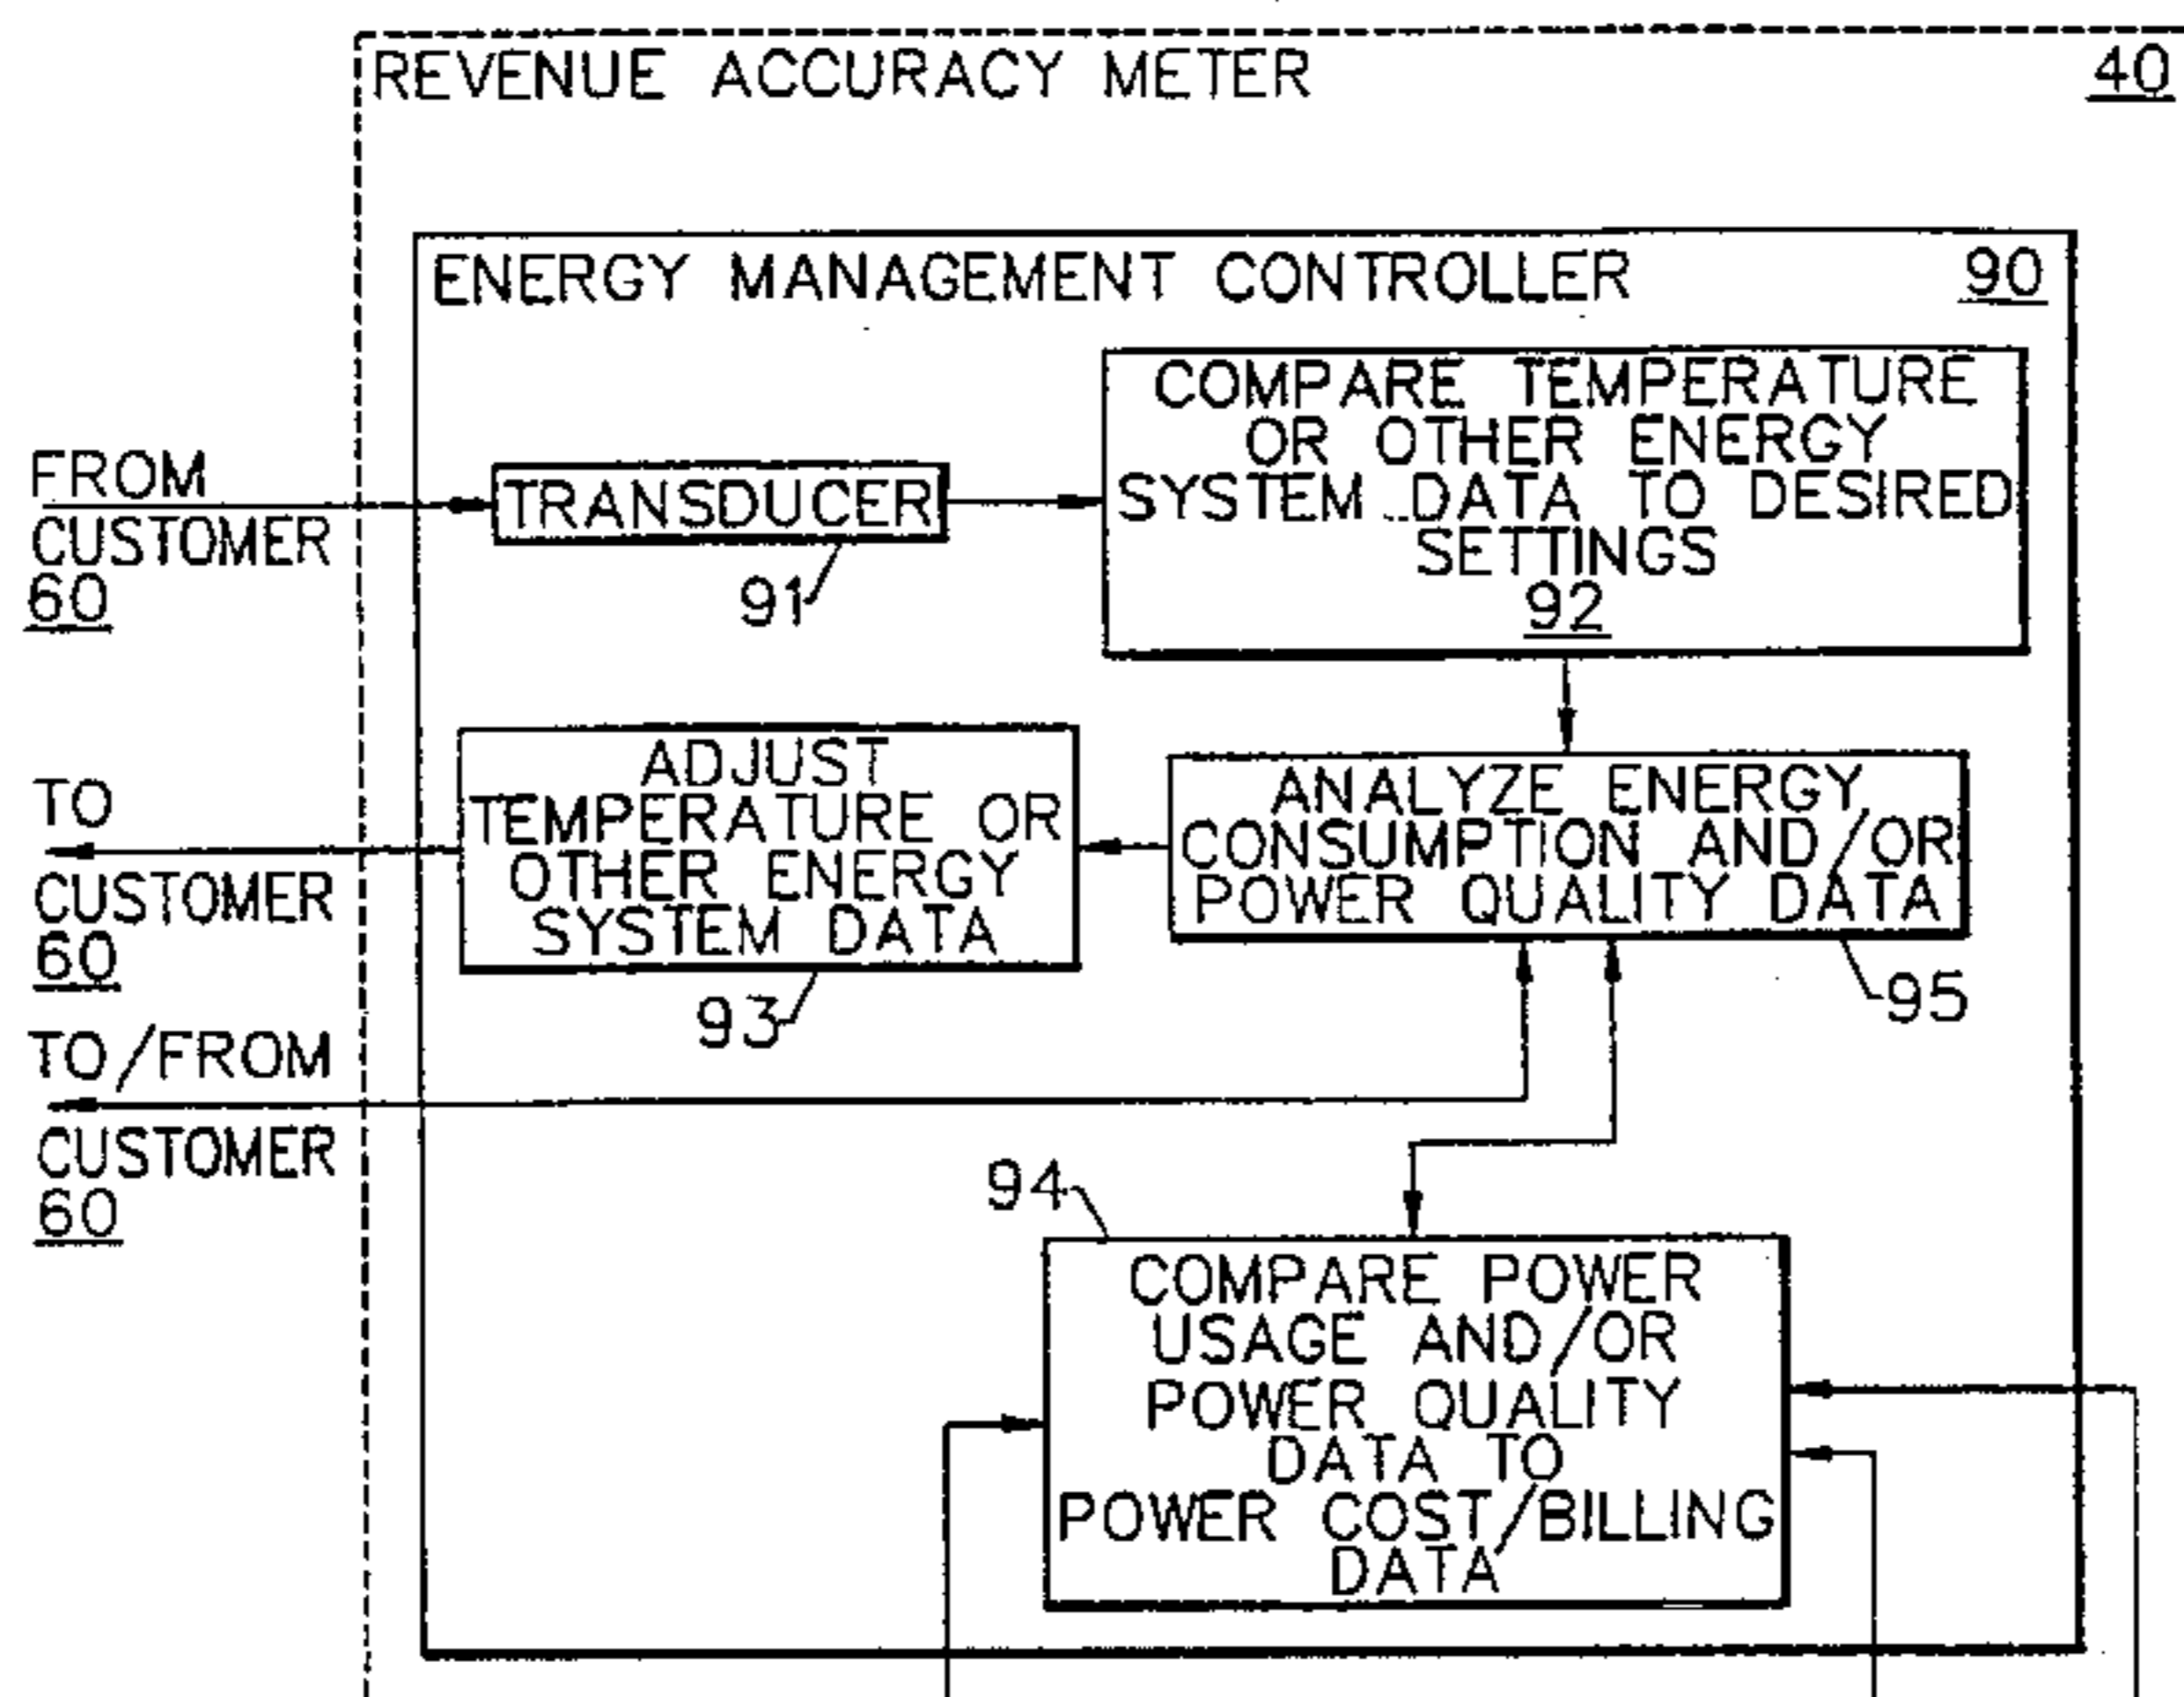 REVENUE ACCURACY METER
40
ENERGY MANAGEMENT CONTROLLER
90
FROM
CUSTOMER
60
TRANSDUCER
91
COMPARE TEMPERATURE
OR OTHER ENERGY
SYSTEM DATA TO DESIRED
SETTINGS
92
TO
CUSTOMER
60
ADJUST
TEMPERATURE OR
OTHER ENERGY
SYSTEM DATA
93
ANALYZE ENERGY
CONSUMPTION AND/OR
POWER QUALITY DATA
95
TO/FROM
CUSTOMER
60
94
COMPARE POWER
USAGE AND/OR
POWER QUALITY
DATA TO
POWER COST/BILLING
DATA